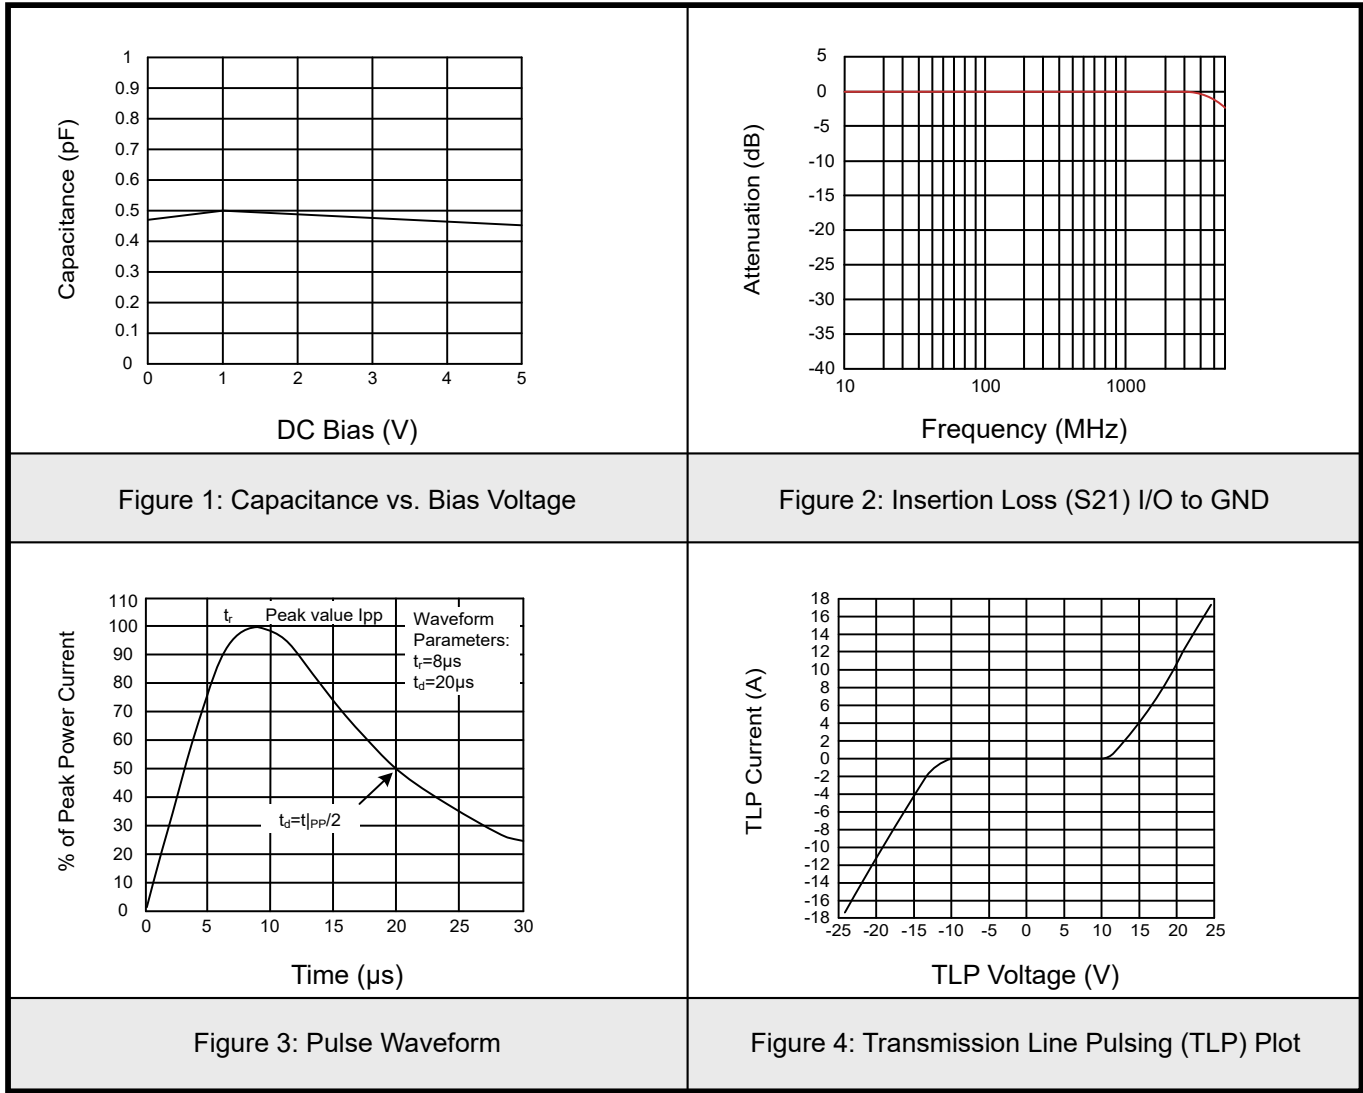 1
0.9
0.8
0.7
0.6
0.5
0.4
0.3
0.2
0.1
0
0 1 2 3 4 5
Capacitance (pF)
DC Bias (V)
Figure 1: Capacitance vs. Bias Voltage
5
0
-5
-10
-15
-20
-25
-30
-35
-40
10 100 1000
Attenuation (dB)
Frequency (MHz)
Figure 2: Insertion Loss (S21) I/O to GND
110
100
90
80
70
60
50
40
30
20
10
0
0 5 10 15 20 25 30
% of Peak Power Current
tr Peak value Ipp
Waveform
Parameters:
tr=8µs
td=20µs
td=t|PP/2
Time (µs)
Figure 3: Pulse Waveform
18
16
14
12
10
8
6
4
2
0
-2
-4
-6
-8
-10
-12
-14
-16
-18
-25 -20 -15 -10 -5 0 5 10 15 20 25
TLP Current (A)
TLP Voltage (V)
Figure 4: Transmission Line Pulsing (TLP) Plot